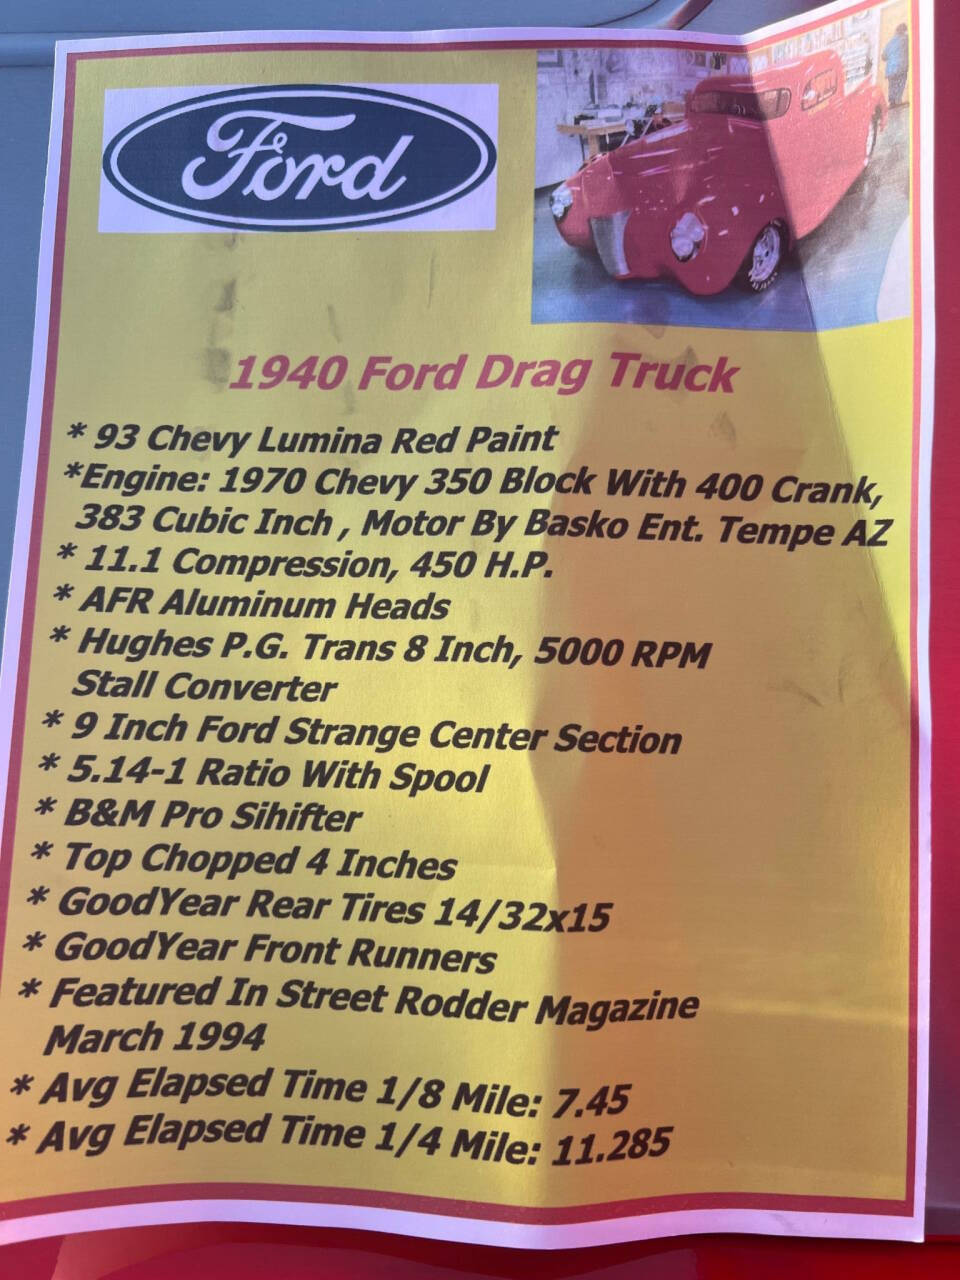 Ford
1940 Ford Drag Truck
* 93 Chevy Lumina Red Paint
*Engine: 1970 Chevy 350 Block With 400 Crank,
383 Cubic Inch , Motor By Basko Ent. Tempe AZ
* 11.1 Compression, 450 H.P.
* AFR Aluminum Heads
* Hughes P.G. Trans 8 Inch, 5000 RPM
Stall Converter
* 9 Inch Ford Strange Center Section
* 5.14-1 Ratio With Spool
* B&M Pro Sihifter
* Top Chopped 4 Inches
* GoodYear Rear Tires 14/32x15
* GoodYear Front Runners
* Featured In Street Rodder Magazine
March 1994
* Avg Elapsed Time 1/8 Mile: 7.45
* Avg Elapsed Time 1/4 Mile: 11.285